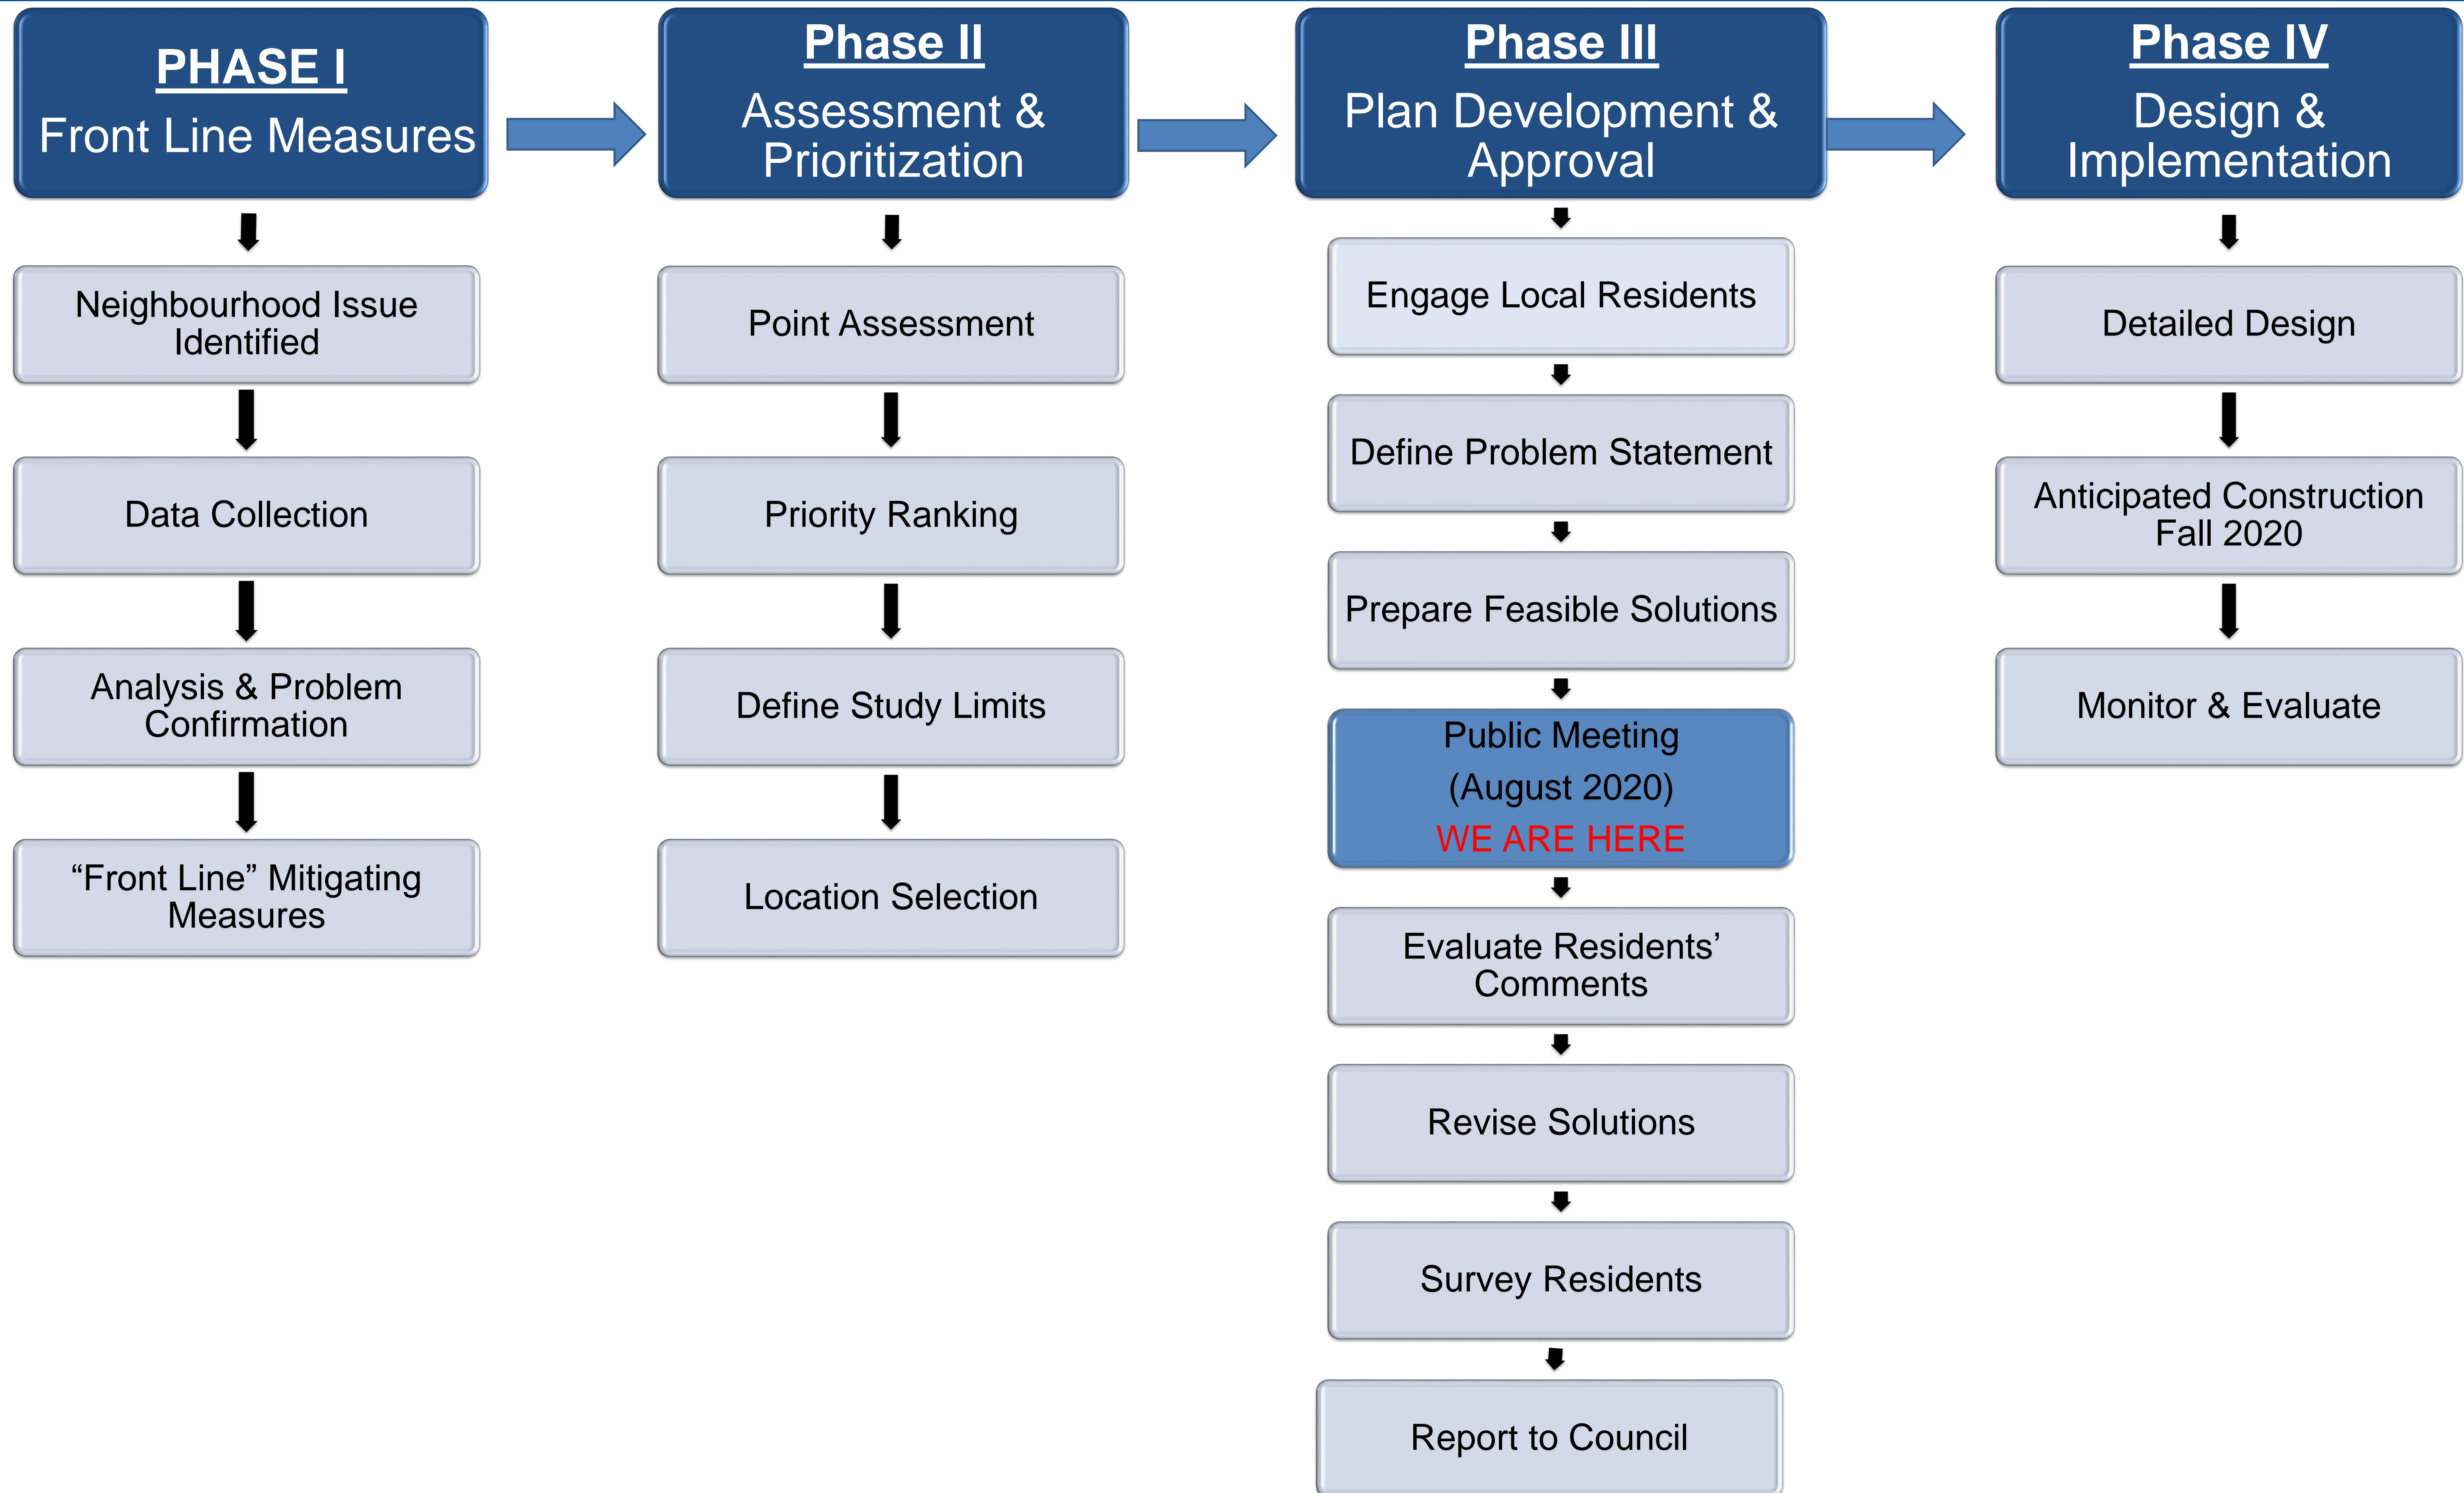 PHASE I
Front Line Measures
Neighbourhood Issue
Identified
Data Collection
Analysis & Problem
Confirmation
“Front Line” Mitigating
Measures
Phase II
Assessment &
Prioritization
Point Assessment
Priority Ranking
Define Study Limits
Location Selection
Phase III
Plan Development &
Approval
Engage Local Residents
Define Problem Statement
Prepare Feasible Solutions
Public Meeting
(August 2020)
WE ARE HERE
Evaluate Residents’
Comments
Revise Solutions
Survey Residents
Report to Council
Phase IV
Design &
Implementation
Detailed Design
Anticipated Construction
Fall 2020
Monitor & Evaluate